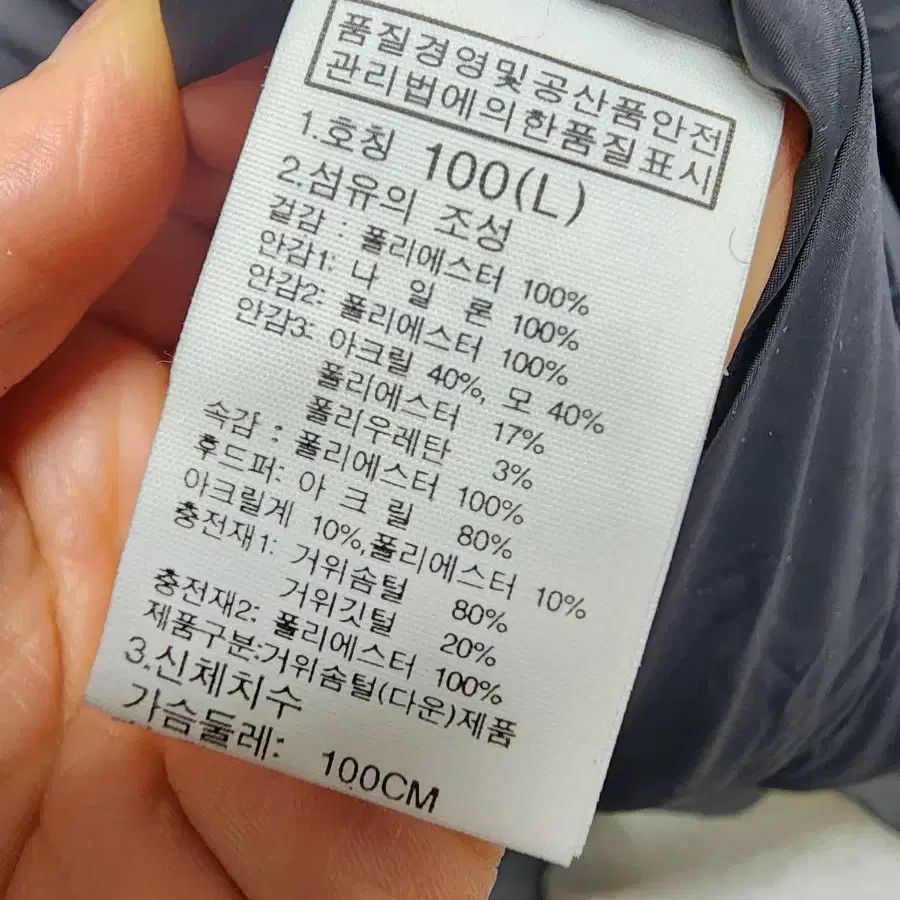 품질경영및공산품안전
관리법에의한품질표시
1.호칭 100(L)
2.섬유의 조성
겉감 : 폴리에스터 100%
안감1: 나 일 론 100%
안감2: 폴리에스터 100%
안감3: 아크릴 40%, 모 40%
폴리에스터 17%
폴리우레탄 3%
속감 : 폴리에스터 100%
후드퍼: 아 크 릴 80%
아크릴계 10%,폴리에스터 10%
충전재1: 거위솜털 80%
거위깃털 20%
충전재2: 폴리에스터 100%
제품구분:거위솜털(다운)제품
3.신체치수
가슴둘레: 100CM